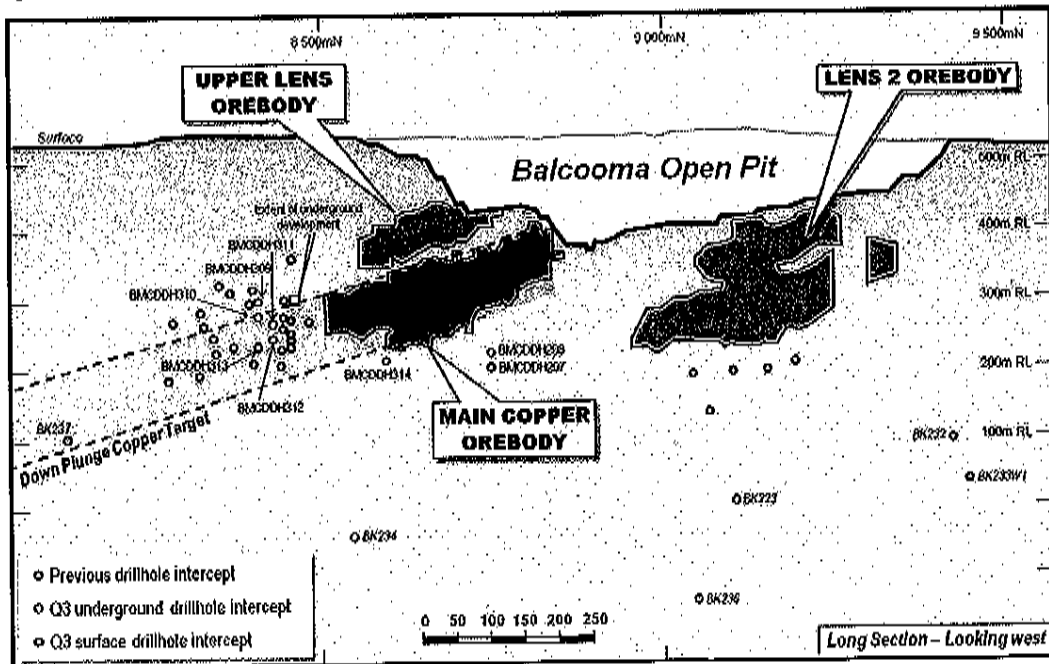 8 500mN
9 000mN
9 500mN
UPPER LENS
OREBODY
LENS 2 OREBODY
Surface
Balcooma Open Pit
500m RL
400m RL
300m RL
200m RL
100m RL
Extent of underground
development
BMCDDH311
BMCDDH309
BMCDDH310
BMCDDH313
BMCDDH312
BMCDDH314
BMCDDH207
MAIN COPPER
OREBODY
BK237
Down Plunge Copper Target
BK232
BK233W1
BK223
BK234
BK236
Previous drillhole intercept
Q3 underground drillhole intercept
Q3 surface drillhole intercept
0 50 100 150 200 250
Long Section – Looking west